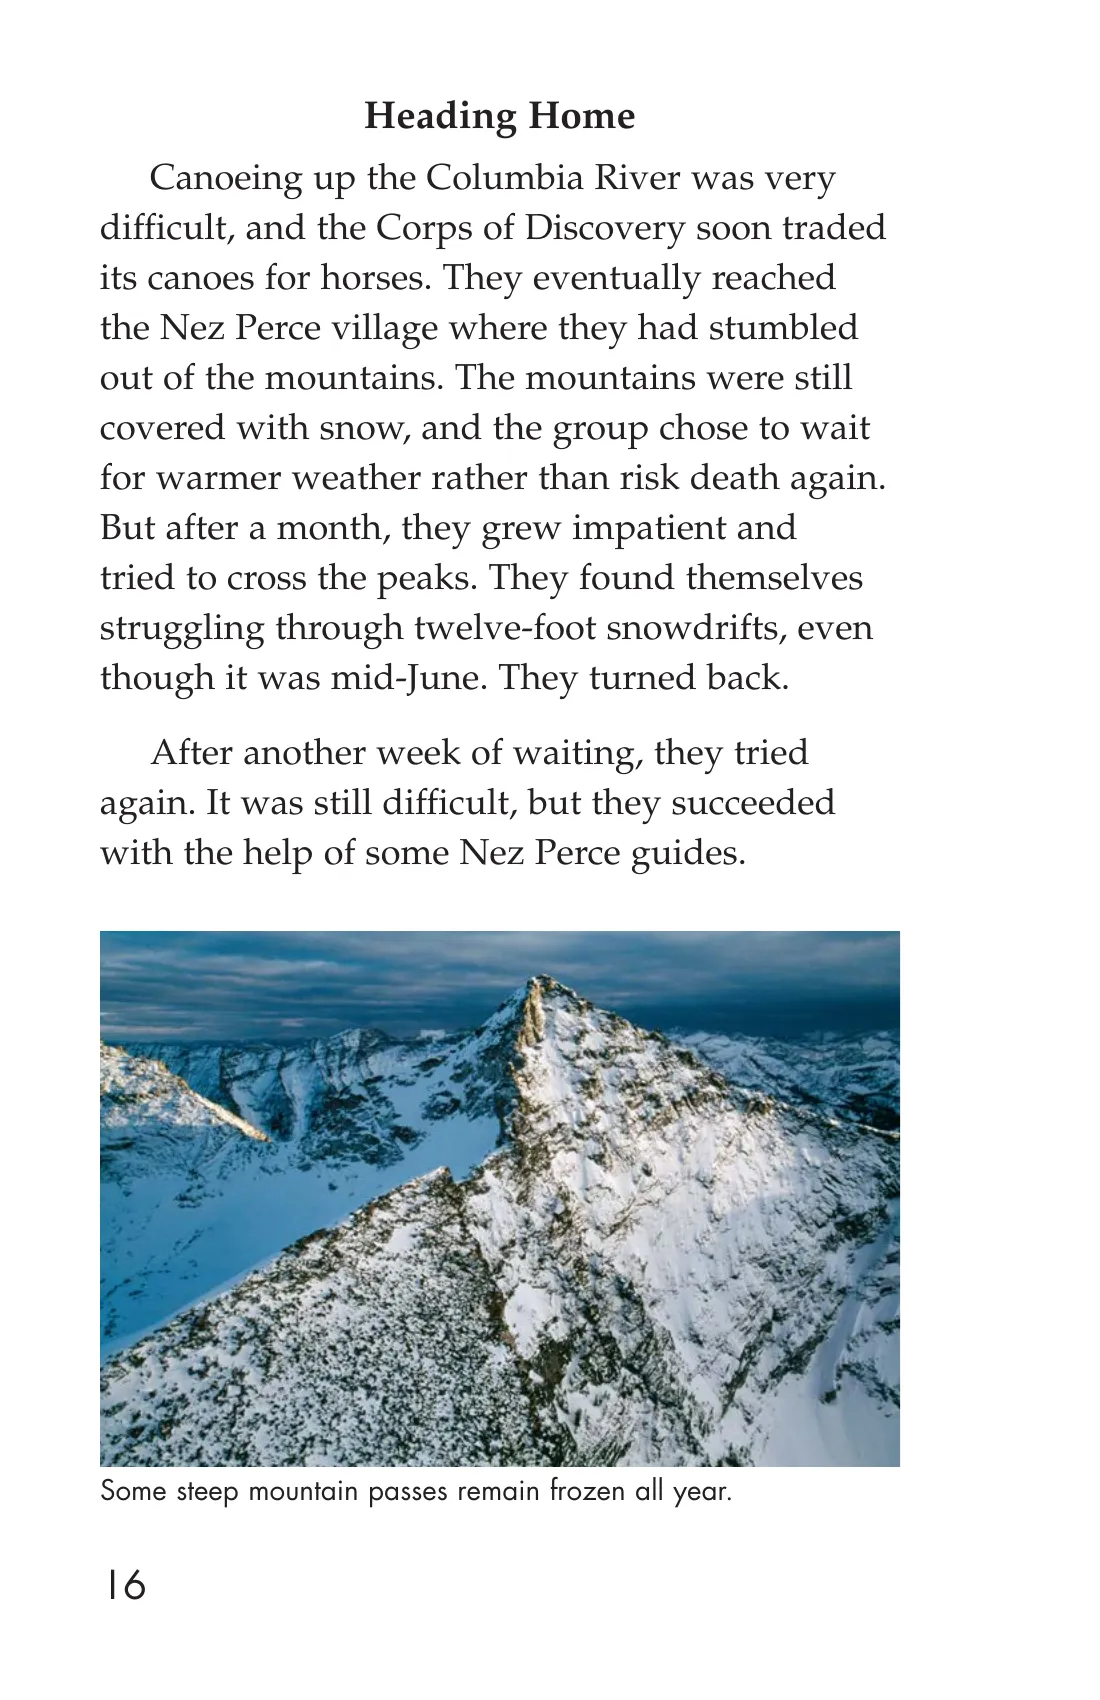 Heading Home
Canoeing up the Columbia River was very
difficult, and the Corps of Discovery soon traded
its canoes for horses. They eventually reached
the Nez Perce village where they had stumbled
out of the mountains. The mountains were still
covered with snow, and the group chose to wait
for warmer weather rather than risk death again.
But after a month, they grew impatient and
tried to cross the peaks. They found themselves
struggling through twelve-foot snowdrifts, even
though it was mid-June. They turned back.
After another week of waiting, they tried
again. It was still difficult, but they succeeded
with the help of some Nez Perce guides.
Some steep mountain passes remain frozen all year.
16